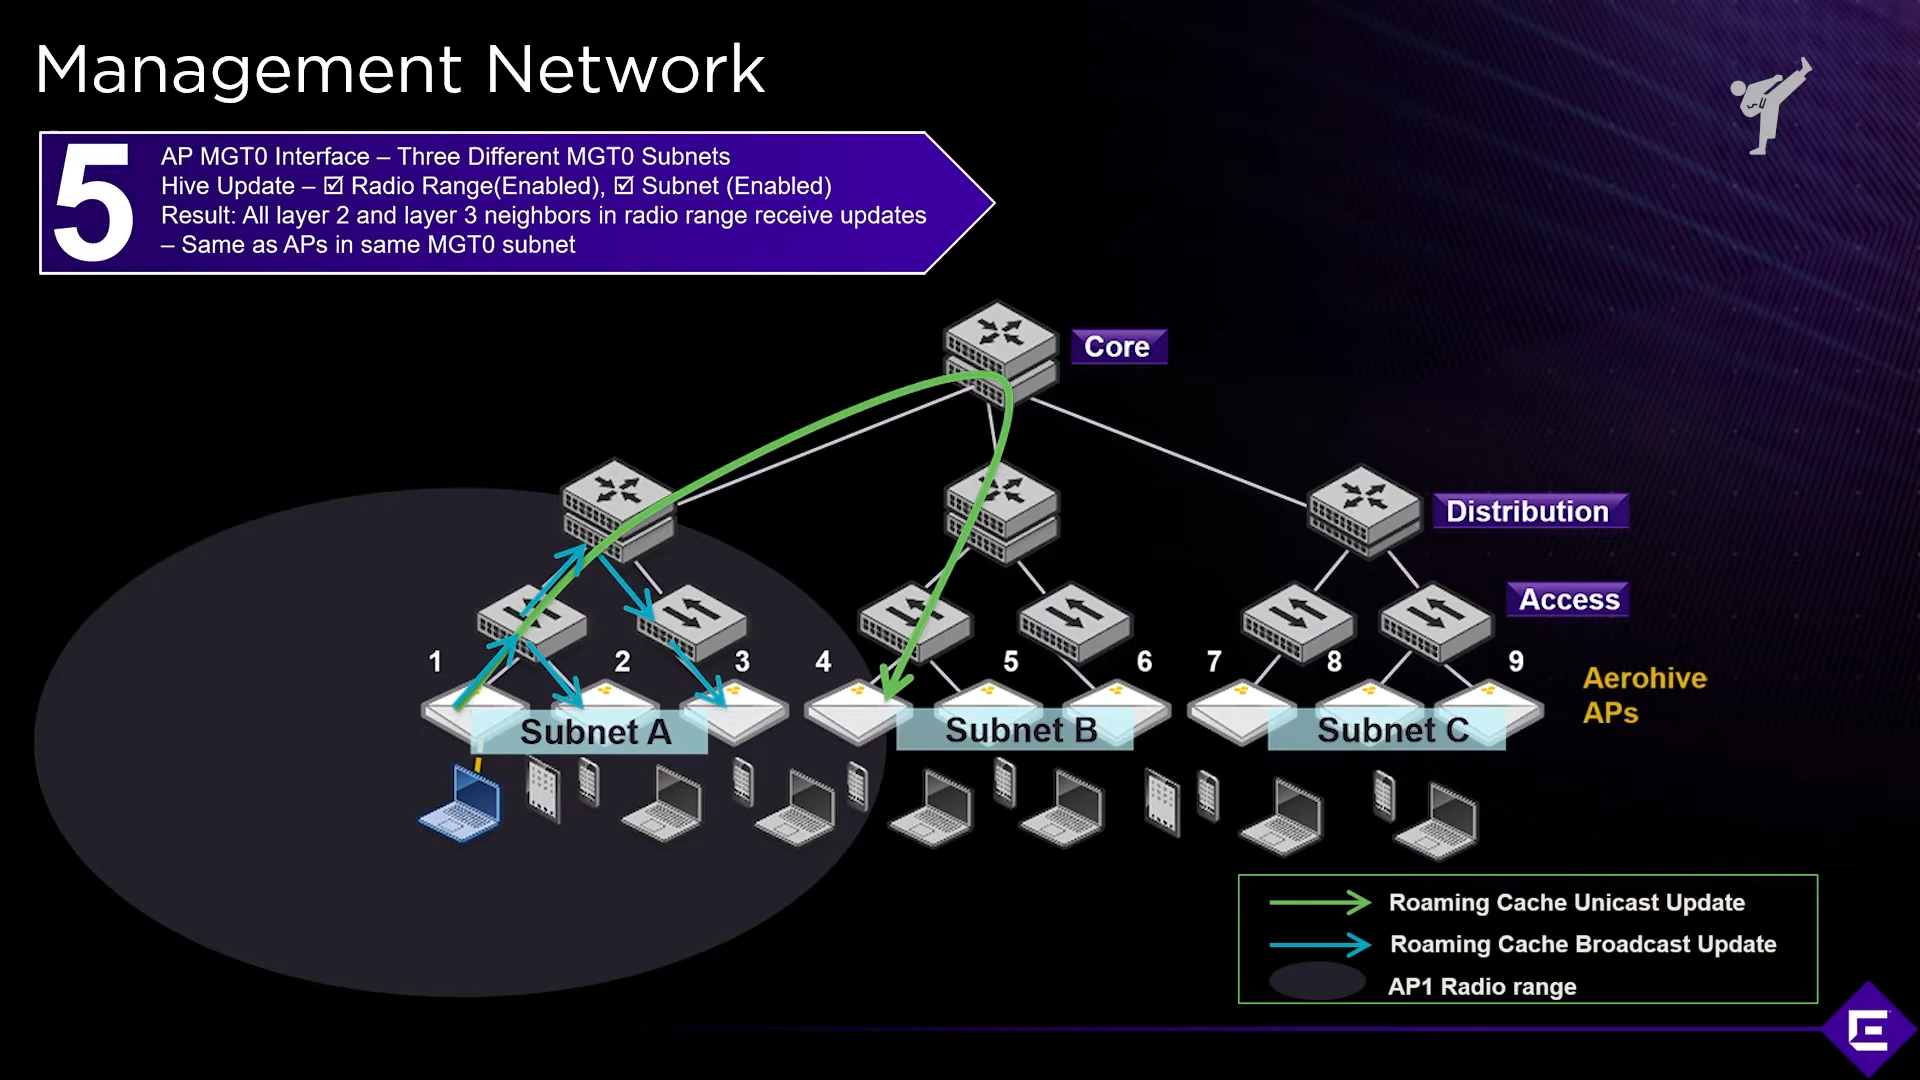 Management Network
5
AP MGT0 Interface – Three Different MGT0 Subnets
Hive Update – ☑ Radio Range(Enabled), ☑ Subnet (Enabled)
Result: All layer 2 and layer 3 neighbors in radio range receive updates
– Same as APs in same MGT0 subnet
Core
Distribution
Access
1 2 3 4 5 6 7 8 9
Aerohive
APs
Subnet A
Subnet B
Subnet C
Roaming Cache Unicast Update
Roaming Cache Broadcast Update
AP1 Radio range